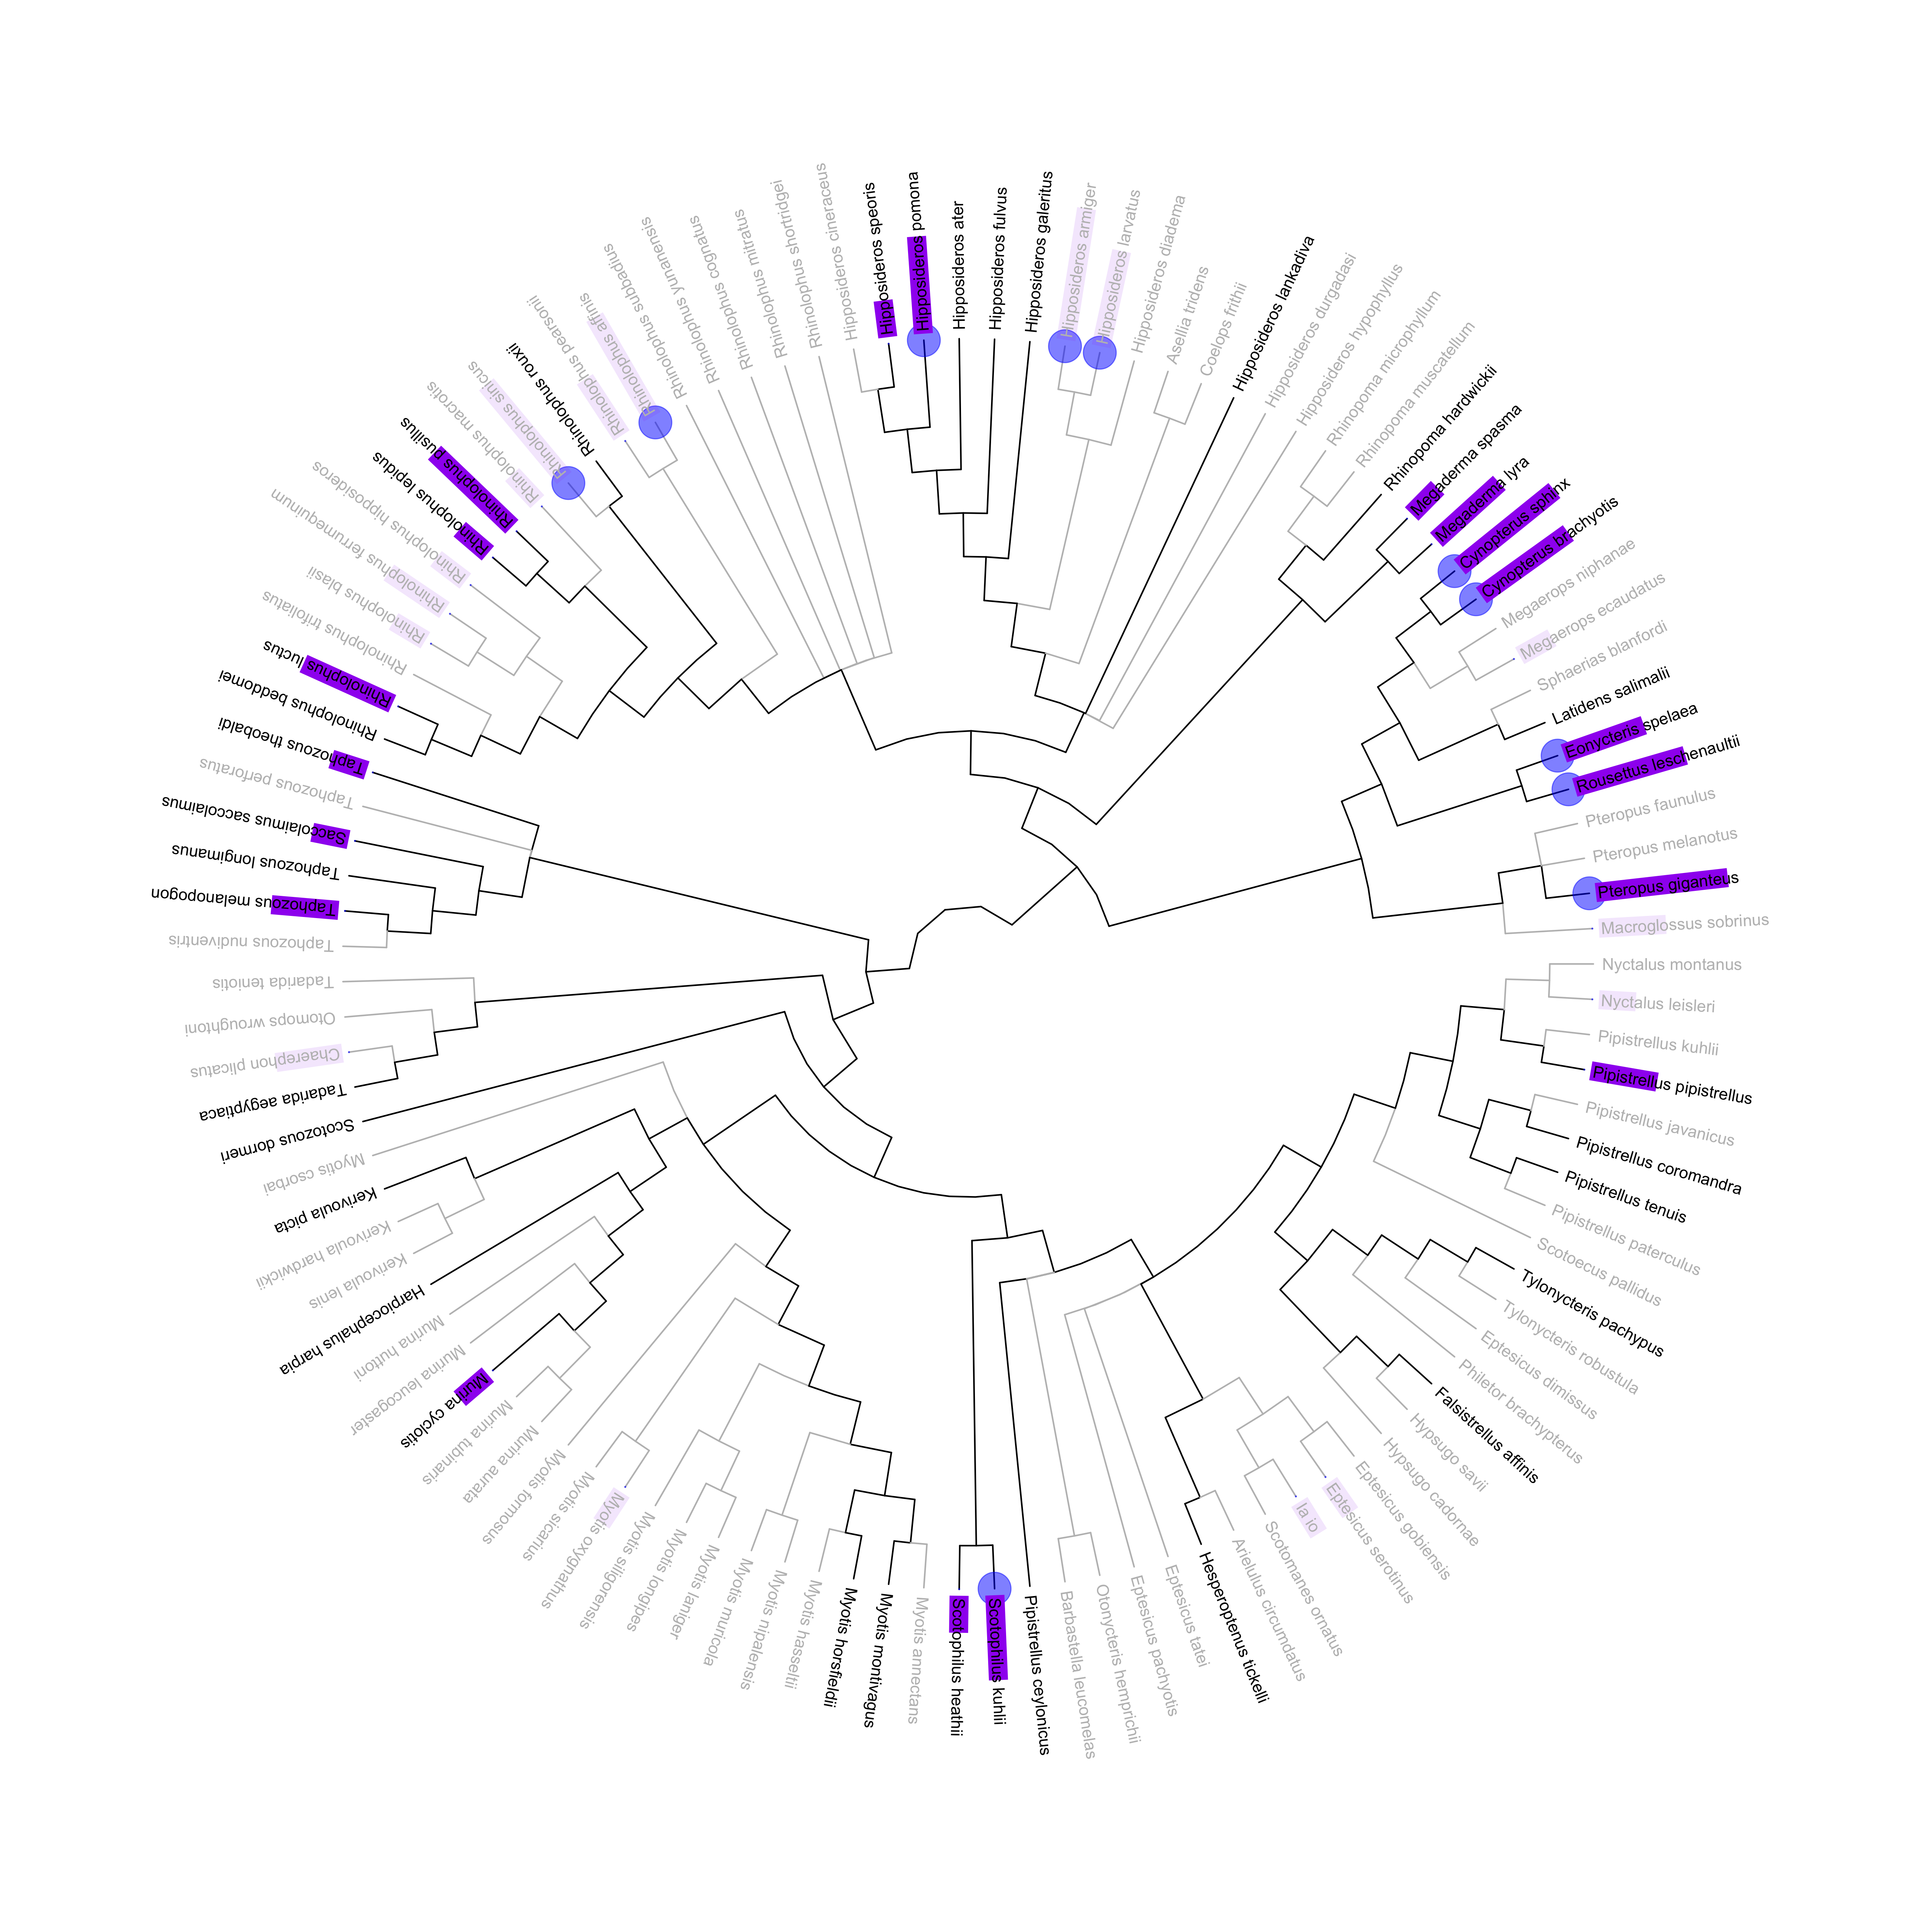 Hipposideros speoris
Hipposideros pomona
Hipposideros ater
Hipposideros fulvus
Hipposideros galeritus
Hipposideros armiger
Hipposideros larvatus
Hipposideros diadema
Asellia tridens
Coelops frithii
Hipposideros lankadiva
Hipposideros durgadasi
Hipposideros hypophyllus
Rhinopoma microphyllum
Rhinopoma muscatellum
Rhinopoma hardwickii
Megaderma spasma
Megaderma lyra
Cynopterus sphinx
Cynopterus brachyotis
Megaerops niphanae
Megaerops ecaudatus
Sphaerias blanfordi
Latidens salimalii
Eonycteris spelaea
Rousettus leschenaultii
Pteropus faunulus
Pteropus melanotus
Pteropus giganteus
Macroglossus sobrinus
Nyctalus montanus
Nyctalus leisleri
Pipistrellus kuhlii
Pipistrellus pipistrellus
Pipistrellus javanicus
Pipistrellus coromandra
Pipistrellus tenuis
Pipistrellus paterculus
Scotoecus pallidus
Tylonycteris pachypus
Tylonycteris robustula
Eptesicus dimissus
Philetor brachypterus
Falsistrellus affinis
Hypsugo savii
Hypsugo cadornae
Eptesicus gobiensis
Eptesicus serotinus
Ia io
Scotomanes ornatus
Arielulus circumdatus
Hesperoptenus tickelli
Eptesicus tatei
Eptesicus pachyotis
Otonycteris hemprichii
Barbastella leucomelas
Pipistrellus ceylonicus
Scotophilus kuhlii
Scotophilus heathii
Myotis annectans
Myotis montivagus
Myotis horsfieldii
Myotis hasseltii
Myotis nipalensis
Myotis muricola
Myotis laniger
Myotis longipes
Myotis siligorensis
Myotis oxygnathus
Myotis sicarius
Myotis formosus
Murina aurata
Murina tubinaris
Murina cyclotis
Murina leucogaster
Murina huttoni
Harpiocephalus harpia
Kerivoula lenis
Kerivoula hardwickii
Kerivoula picta
Myotis csorbai
Scotozous dormeri
Tadarida aegyptiaca
Chaerephon plicatus
Otomops wroughtoni
Tadarida teniotis
Taphozous nudiventris
Taphozous melanopogon
Taphozous longimanus
Saccolaimus saccolaimus
Taphozous perforatus
Taphozous theobaldi
Rhinolophus beddomei
Rhinolophus luctus
Rhinolophus trifoliatus
Rhinolophus blasii
Rhinolophus ferrumequinum
Rhinolophus hipposideros
Rhinolophus lepidus
Rhinolophus pusillus
Rhinolophus macrotis
Rhinolophus sinicus
Rhinolophus rouxii
Rhinolophus pearsonii
Rhinolophus affinis
Rhinolophus subbadius
Rhinolophus yunanensis
Rhinolophus cognatus
Rhinolophus mitratus
Rhinolophus shortridgei
Hipposideros cineraceus